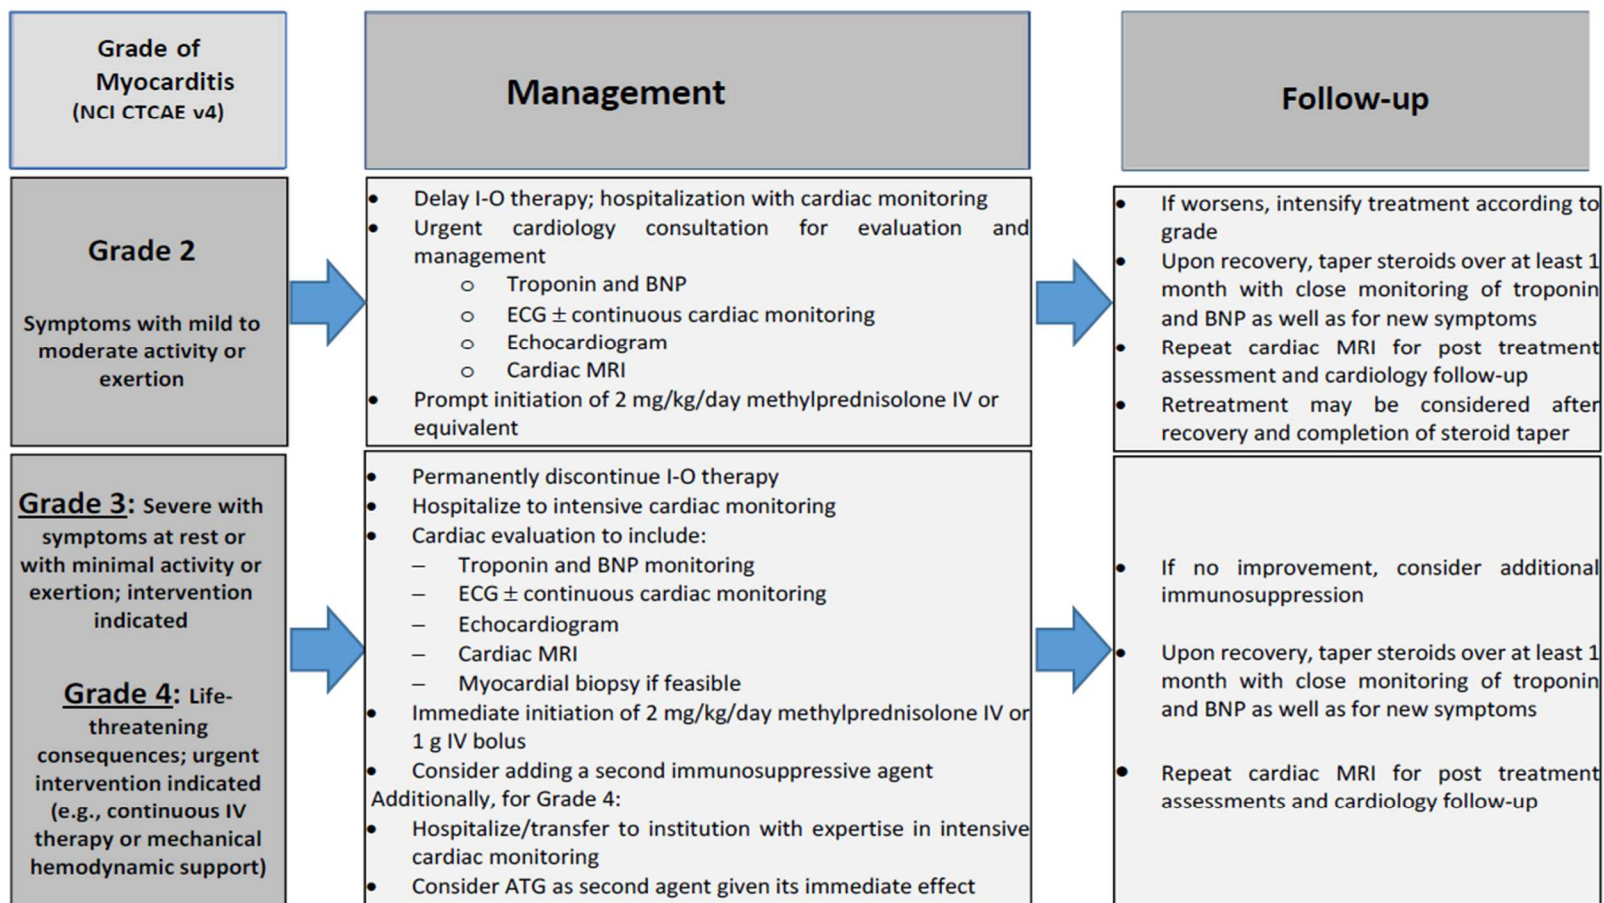 Grade of
Myocarditis
(NCI CTCAE v4)
Management
Follow-up
Grade 2
Symptoms with mild to
moderate activity or
exertion
• Delay I-O therapy; hospitalization with cardiac monitoring
• Urgent cardiology consultation for evaluation and
management
o Troponin and BNP
o ECG ± continuous cardiac monitoring
o Echocardiogram
o Cardiac MRI
• Prompt initiation of 2 mg/kg/day methylprednisolone IV or
equivalent
• If worsens, intensify treatment according to
grade
• Upon recovery, taper steroids over at least 1
month with close monitoring of troponin
and BNP as well as for new symptoms
• Repeat cardiac MRI for post treatment
assessment and cardiology follow-up
• Retreatment may be considered after
recovery and completion of steroid taper
Grade 3: Severe with
symptoms at rest or
with minimal activity or
exertion; intervention
indicated
Grade 4: Life-
threatening
consequences; urgent
intervention indicated
(e.g., continuous IV
therapy or mechanical
hemodynamic support)
• Permanently discontinue I-O therapy
• Hospitalize to intensive cardiac monitoring
• Cardiac evaluation to include:
– Troponin and BNP monitoring
– ECG ± continuous cardiac monitoring
– Echocardiogram
– Cardiac MRI
– Myocardial biopsy if feasible
• Immediate initiation of 2 mg/kg/day methylprednisolone IV or
1 g IV bolus
• Consider adding a second immunosuppressive agent
Additionally, for Grade 4:
• Hospitalize/transfer to institution with expertise in intensive
cardiac monitoring
• Consider ATG as second agent given its immediate effect
• If no improvement, consider additional
immunosuppression
• Upon recovery, taper steroids over at least 1
month with close monitoring of troponin
and BNP as well as for new symptoms
• Repeat cardiac MRI for post treatment
assessments and cardiology follow-up